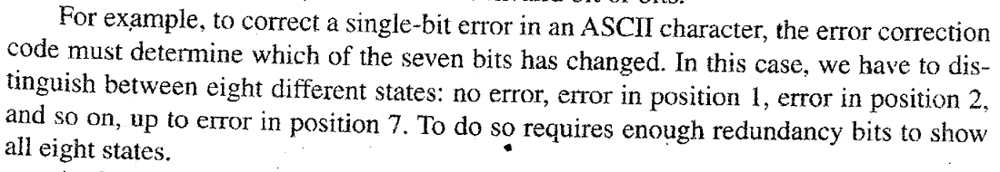 For example, to correct a single-bit error in an ASCII character, the error correction
code must determine which of the seven bits has changed. In this case, we have to dis-
tinguish between eight different states: no error, error in position 1, error in position 2,
and so on, up to error in position 7. To do so requires enough redundancy bits to show
all eight states.